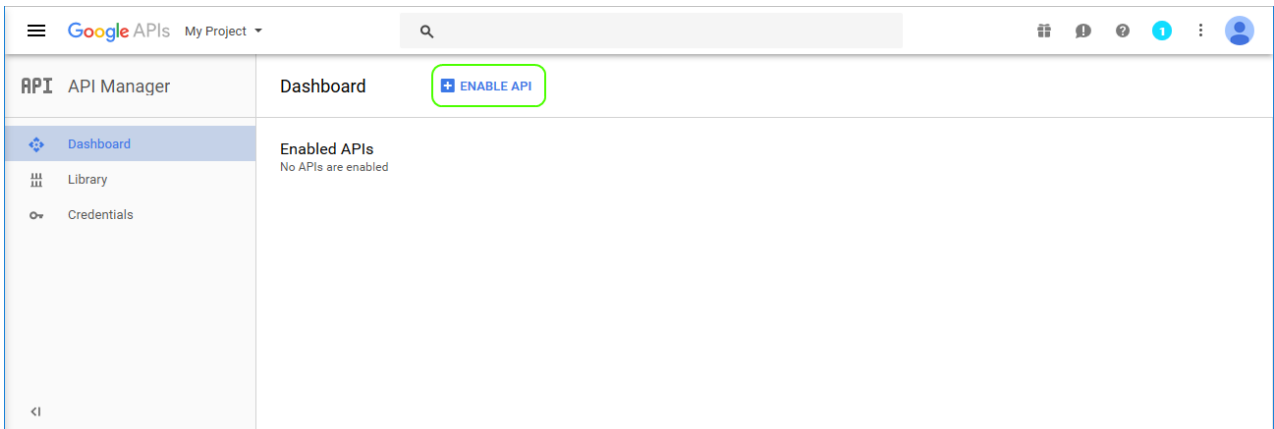 Google APIs My Project
1
API API Manager
Dashboard ENABLE API
Dashboard
Library
Credentials
Enabled APIs
No APIs are enabled